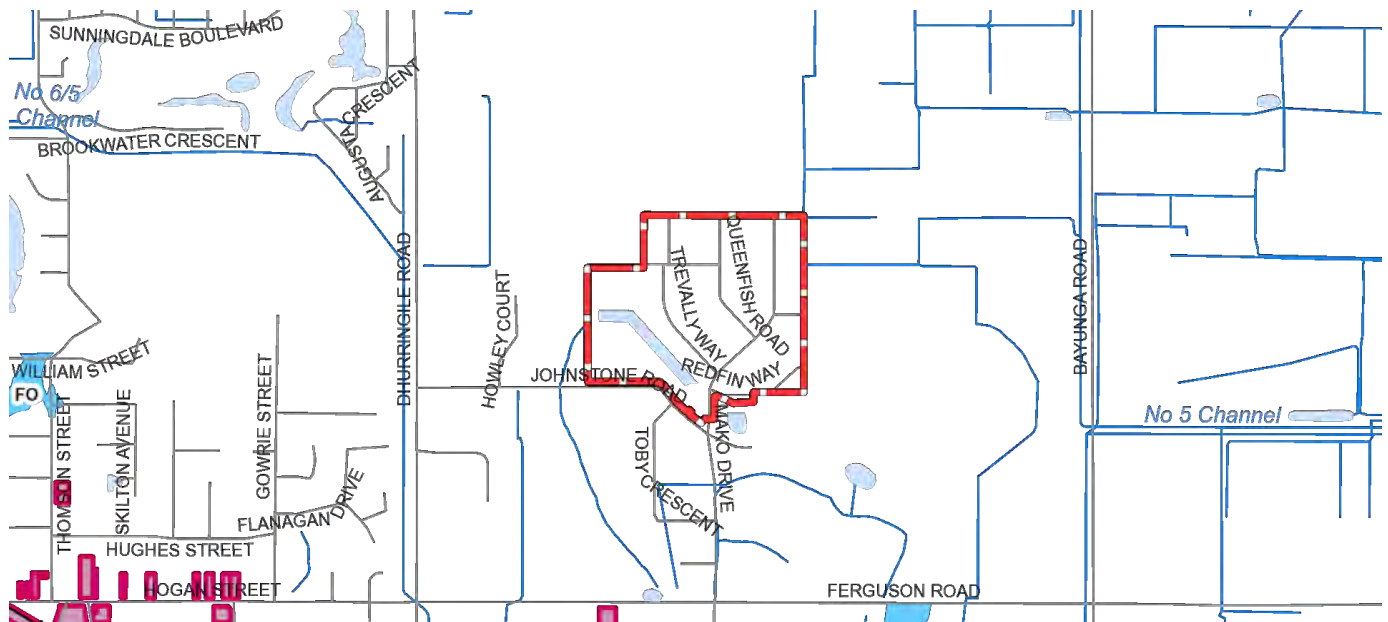 SUNNINGDALE BOULEVARD
No 6/5
Channel
BROOKWATER CRESCENT
AUGUSTA CRESCENT
DHURRINGILE ROAD
QUEENFISH ROAD
TREVALLY WAY
BAYUNGA ROAD
HOWLEY COURT
WILLIAM STREET
FO
REDFIN WAY
JOHNSTONE ROAD
No 5 Channel
THOMSON STREET
SKILTON AVENUE
GOWRIE STREET
MAKO DRIVE
TOBY CRESCENT
FLANAGAN DRIVE
HUGHES STREET
HOGAN STREET
FERGUSON ROAD